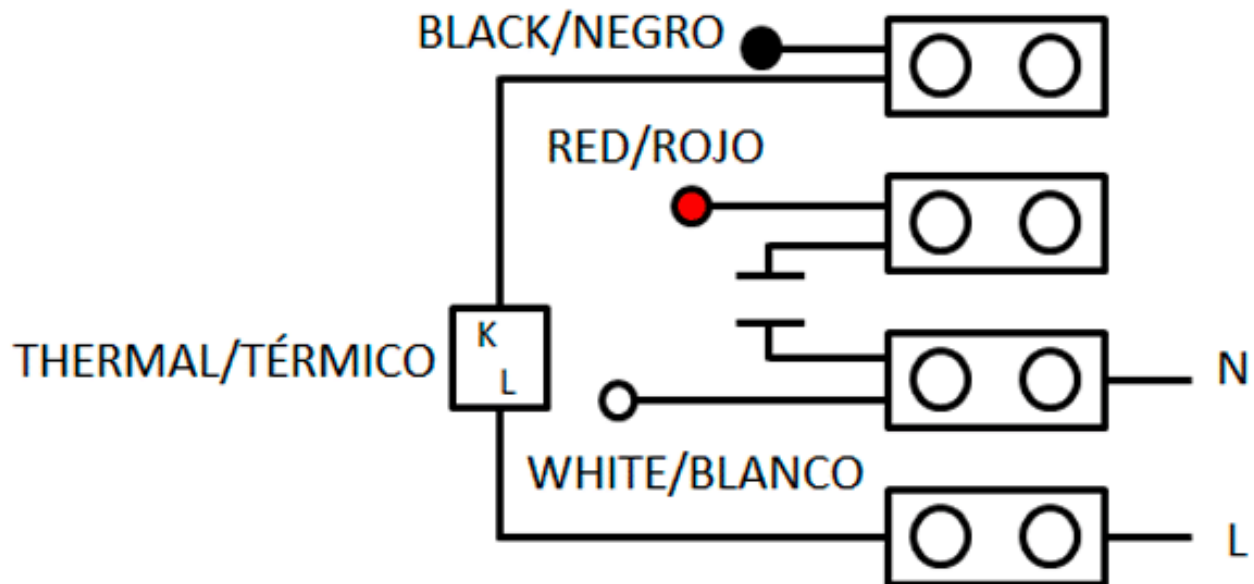 BLACK/NEGRO
RED/ROJO
K
THERMAL/TÉRMICO
L
N
WHITE/BLANCO
L